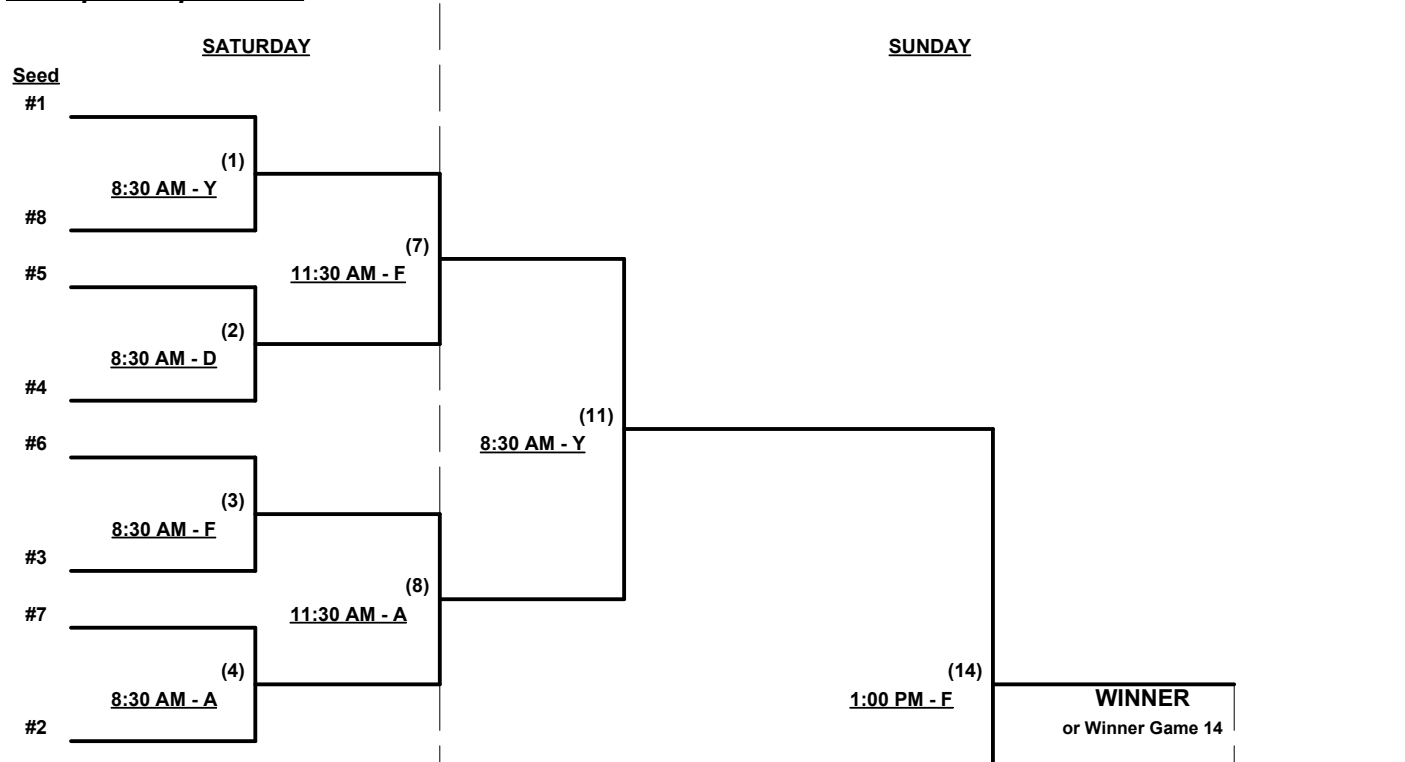 SATURDAY SUNDAY
Seed
#1
(1)
8:30 AM - Y
#8
(7)
#5 11:30 AM - F
(2)
8:30 AM - D
#4
(11)
#6 8:30 AM - Y
(3)
8:30 AM - F
#3
(8)
#7 11:30 AM - A
(4) (14)
8:30 AM - A 1:00 PM - F WINNER
#2 or Winner Game 14